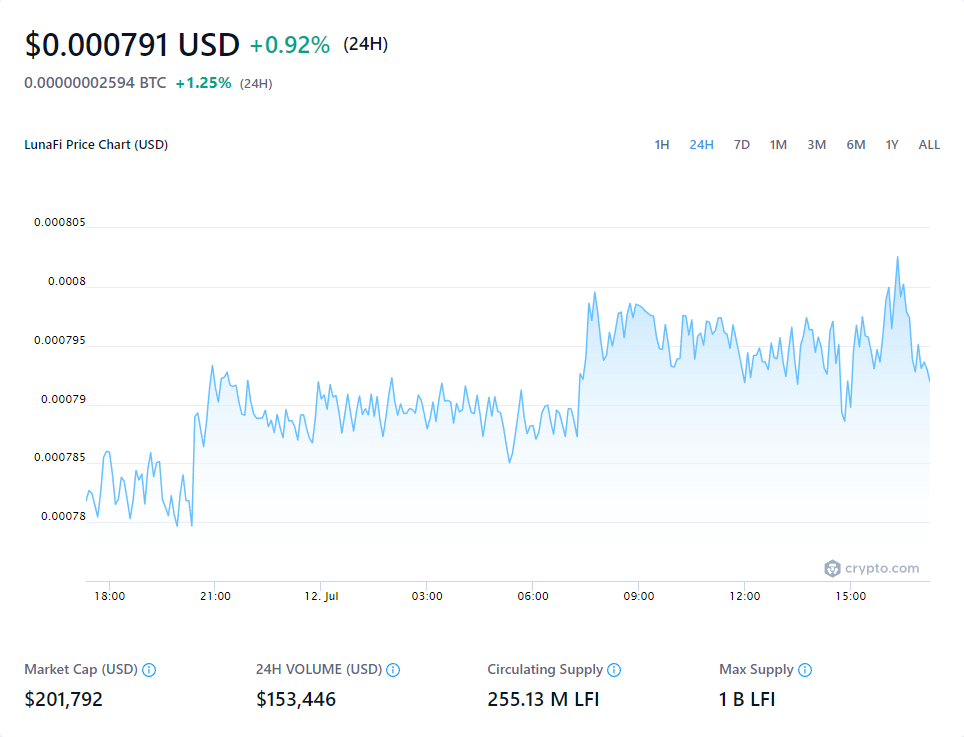 $0.000791 USD +0.92% (24H)
0.00000002594 BTC +1.25% (24H)
LunaFi Price Chart (USD) 1H 24H 7D 1M 3M 6M 1Y ALL
0.000805
0.0008
0.000795
0.00079
0.000785
0.00078
crypto.com
18:00 21:00 12. Jul 03:00 06:00 09:00 12:00 15:00
Market Cap (USD) 24H VOLUME (USD) Circulating Supply Max Supply
$201,792 $153,446 255.13 M LFI 1 B LFI